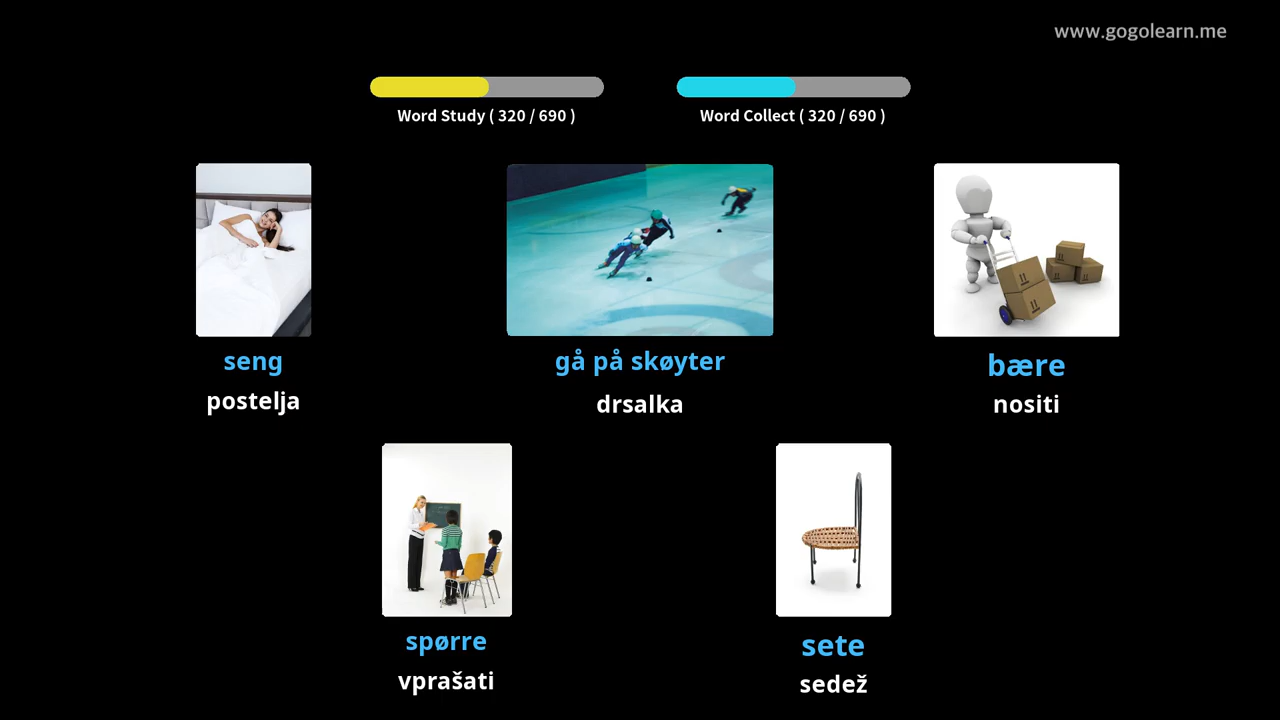 www.gogolearn.me
Word Study ( 320 / 690 )
Word Collect ( 320 / 690 )
seng
postelja
gå på skøyter
drsalka
bære
nositi
spørre
vprašati
sete
sedež